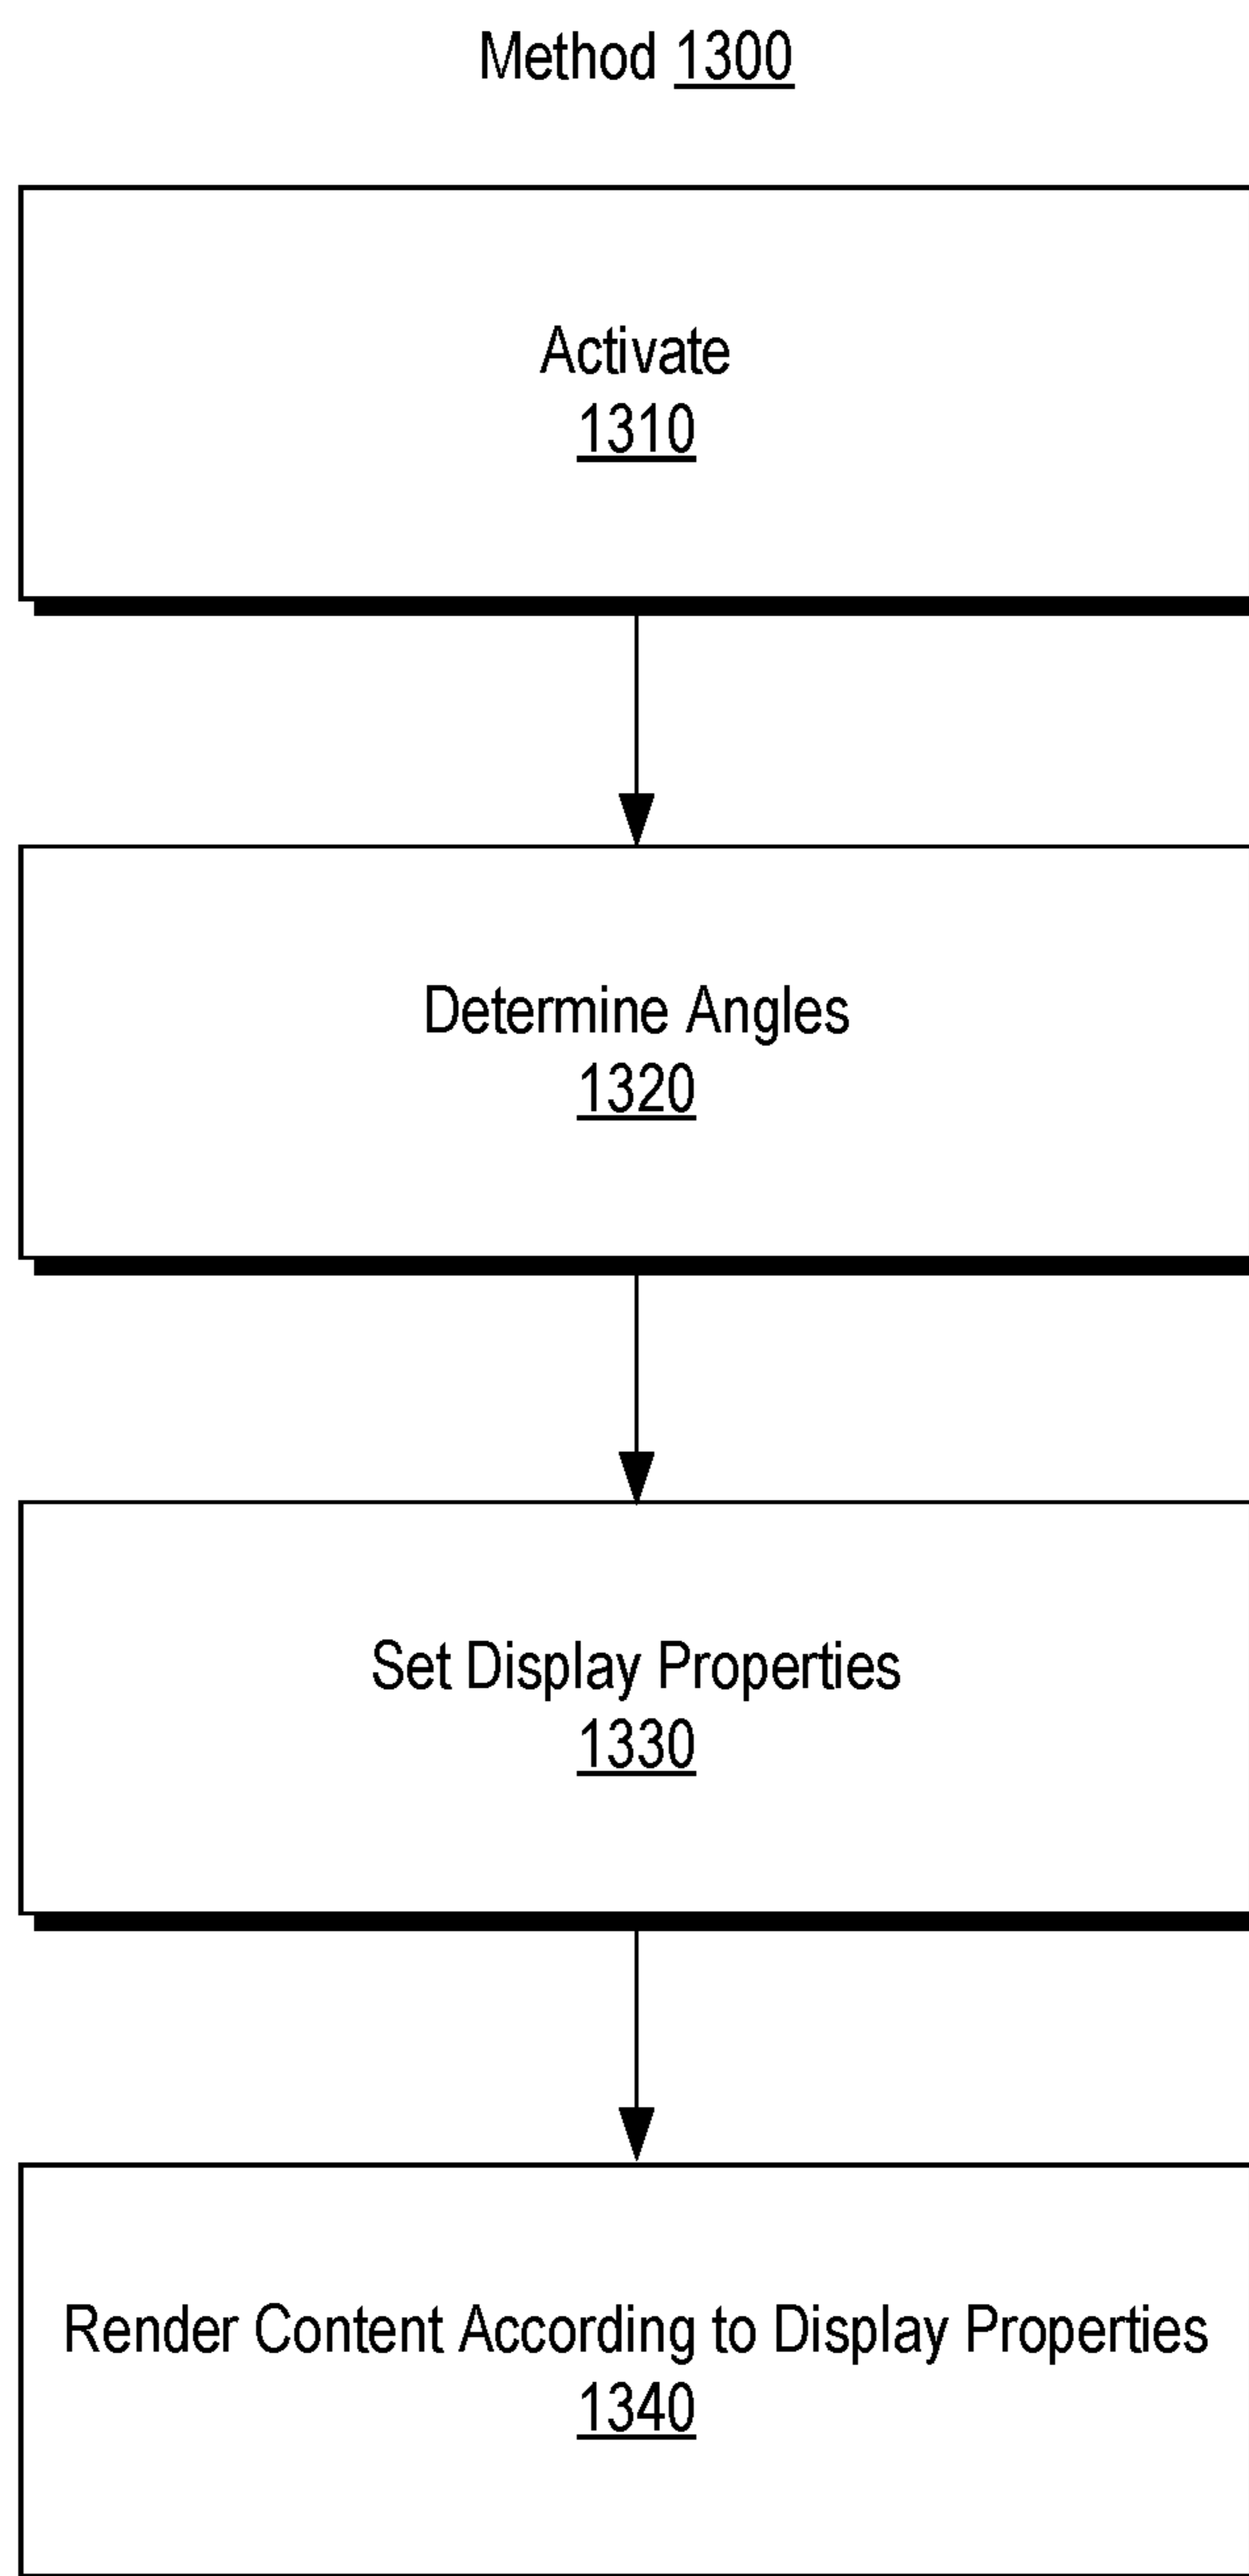 Method 1300
Activate
1310
Determine Angles
1320
Set Display Properties
1330
Render Content According to Display Properties
1340